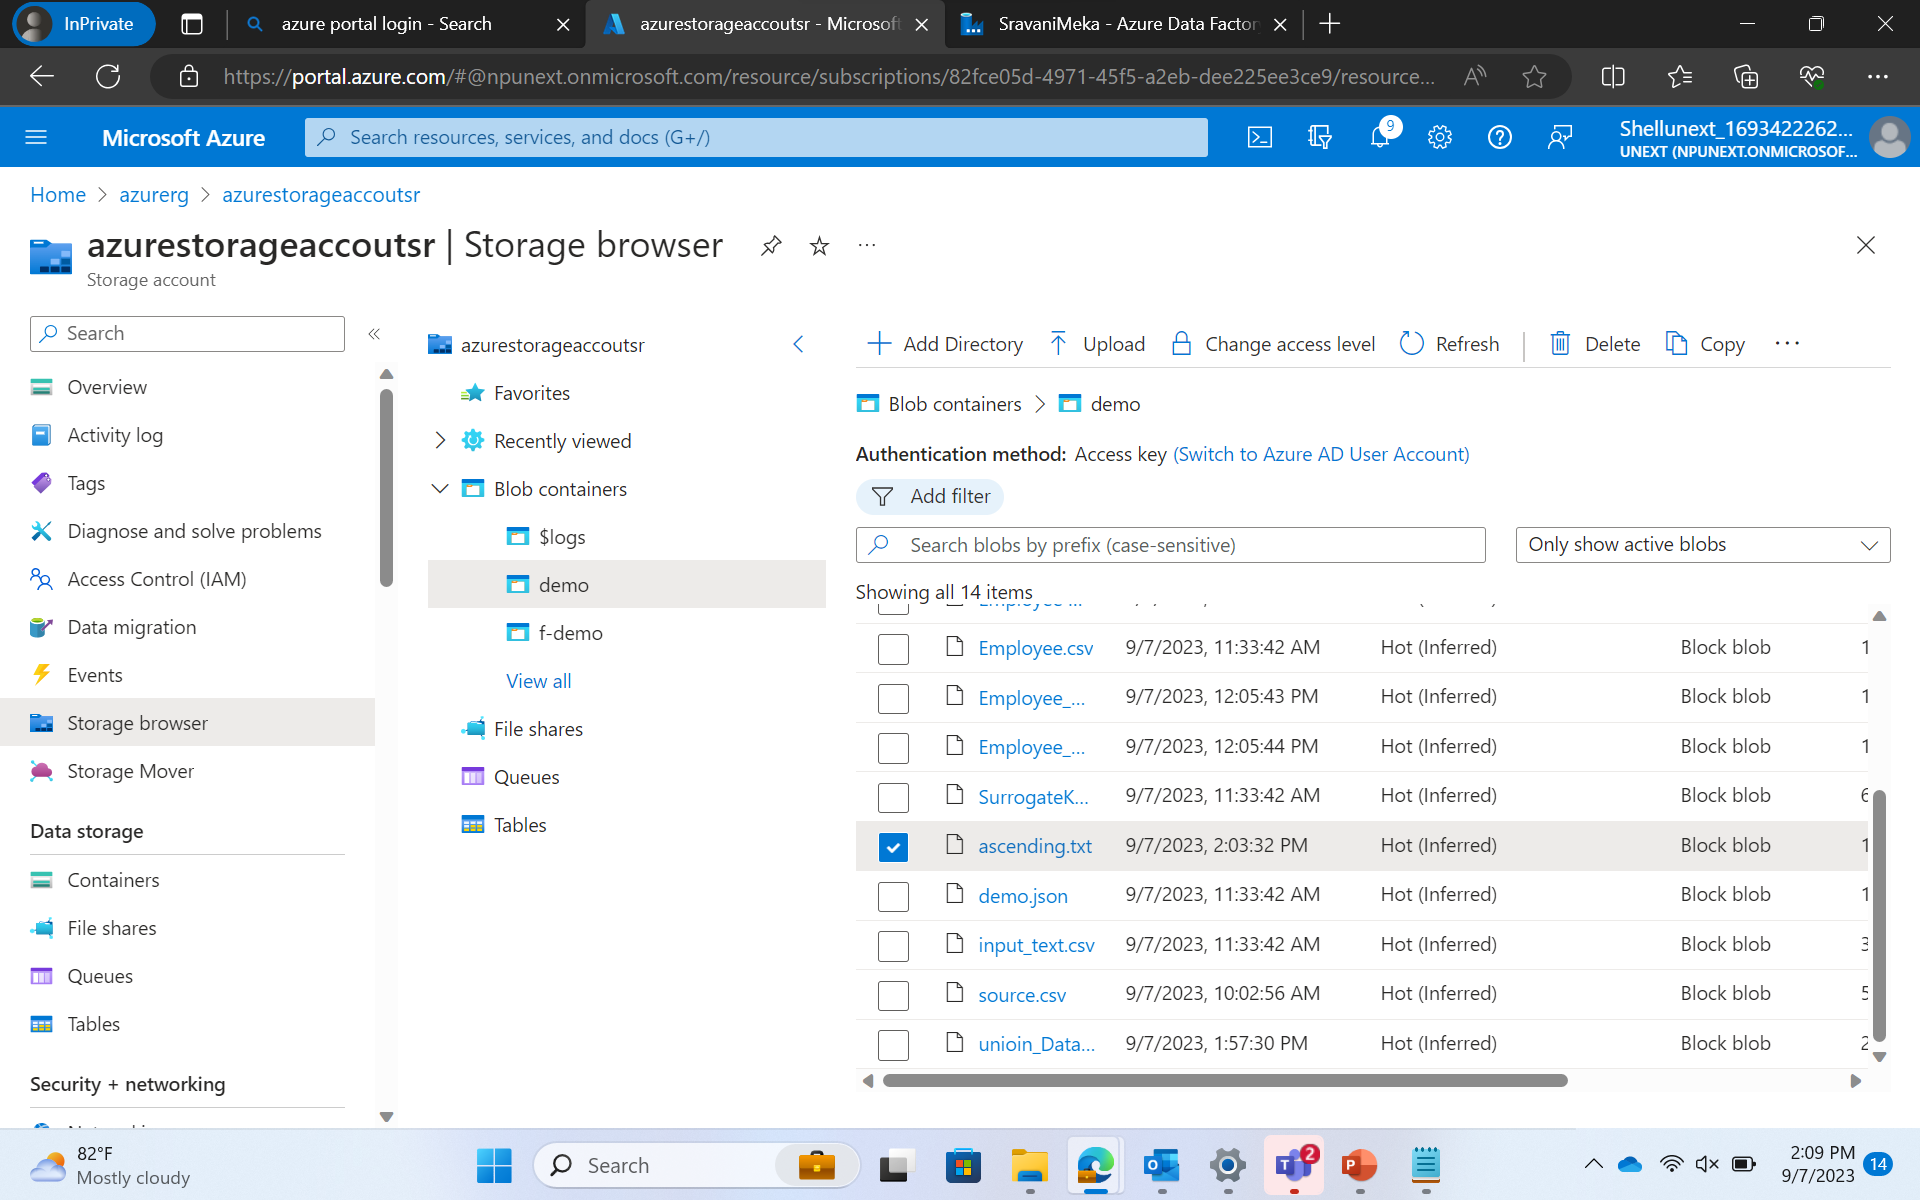 InPrivate
azure portal login - Search
azurestorageaccoutsr - Microsoft
SravaniMeka - Azure Data Factor
https://portal.azure.com/#@npunext.onmicrosoft.com/resource/subscriptions/82fce05d-4971-45f5-a2eb-dee225ee3ce9/resource...
Microsoft Azure
Search resources, services, and docs (G+/)
9
Shellunext_1693422262...
UNEXT (NPUNEXT.ONMICROSOF...
Home > azurerg > azurestorageaccoutsr
azurestorageaccoutsr | Storage browser
Storage account
Search
Overview
Activity log
Tags
Diagnose and solve problems
Access Control (IAM)
Data migration
Events
Storage browser
Storage Mover
Data storage
Containers
File shares
Queues
Tables
Security + networking
azurestorageaccoutsr
Favorites
Recently viewed
Blob containers
$logs
demo
f-demo
View all
File shares
Queues
Tables
Add Directory
Upload
Change access level
Refresh
Delete
Copy
Blob containers > demo
Authentication method: Access key (Switch to Azure AD User Account)
Add filter
Search blobs by prefix (case-sensitive)
Only show active blobs
Showing all 14 items
Employee.csv 9/7/2023, 11:33:42 AM Hot (Inferred) Block blob 1
Employee_... 9/7/2023, 12:05:43 PM Hot (Inferred) Block blob 1
Employee_... 9/7/2023, 12:05:44 PM Hot (Inferred) Block blob 1
SurrogateK... 9/7/2023, 11:33:42 AM Hot (Inferred) Block blob 6
ascending.txt 9/7/2023, 2:03:32 PM Hot (Inferred) Block blob 1
demo.json 9/7/2023, 11:33:42 AM Hot (Inferred) Block blob 1
input_text.csv 9/7/2023, 11:33:42 AM Hot (Inferred) Block blob 3
source.csv 9/7/2023, 10:02:56 AM Hot (Inferred) Block blob 5
unioin_Data... 9/7/2023, 1:57:30 PM Hot (Inferred) Block blob 2
82°F
Mostly cloudy
Search
2
2:09 PM
9/7/2023
14